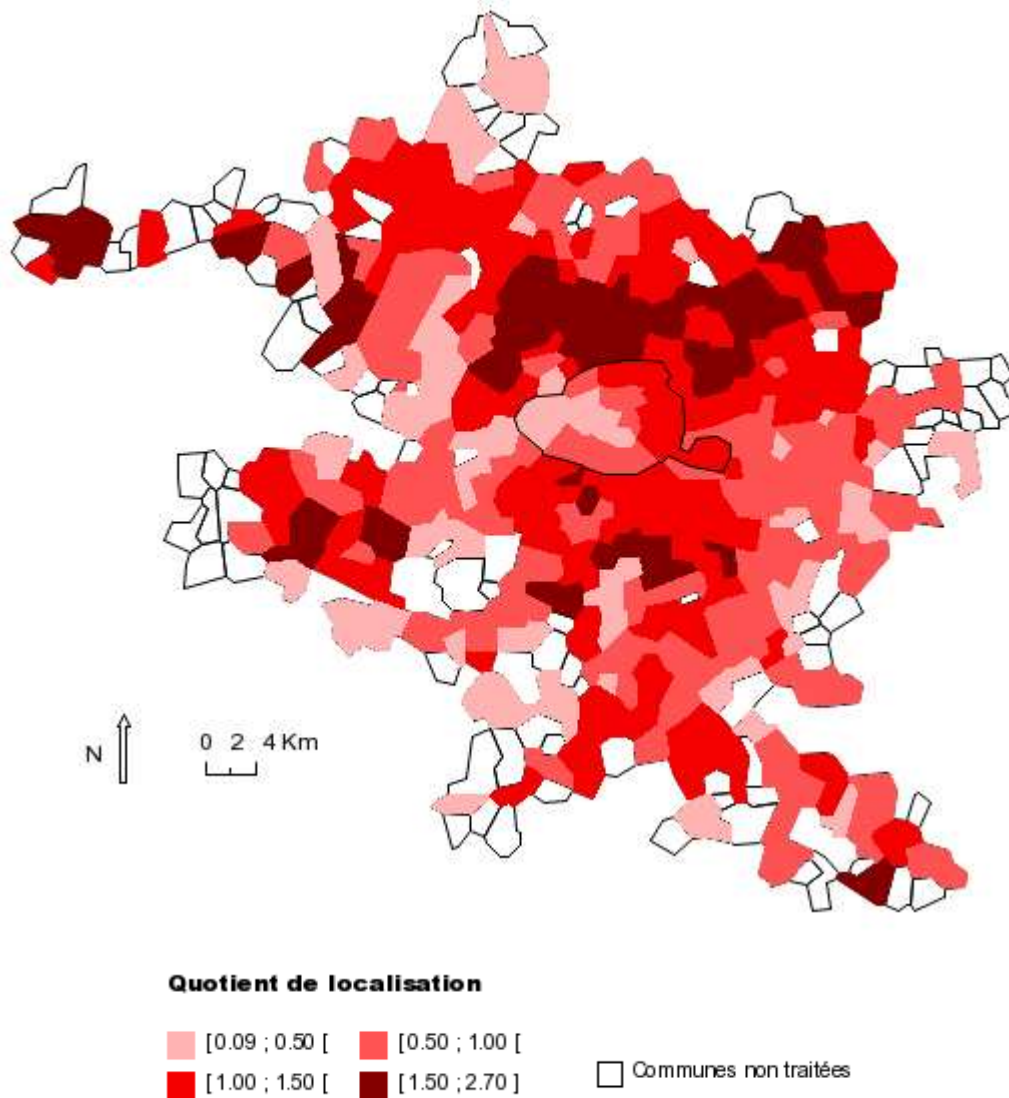 N
0 2 4 Km
Quotient de localisation
[0.09 ; 0.50 [
[0.50 ; 1.00 [
[1.00 ; 1.50 [
[1.50 ; 2.70 ]
Communes non traitées